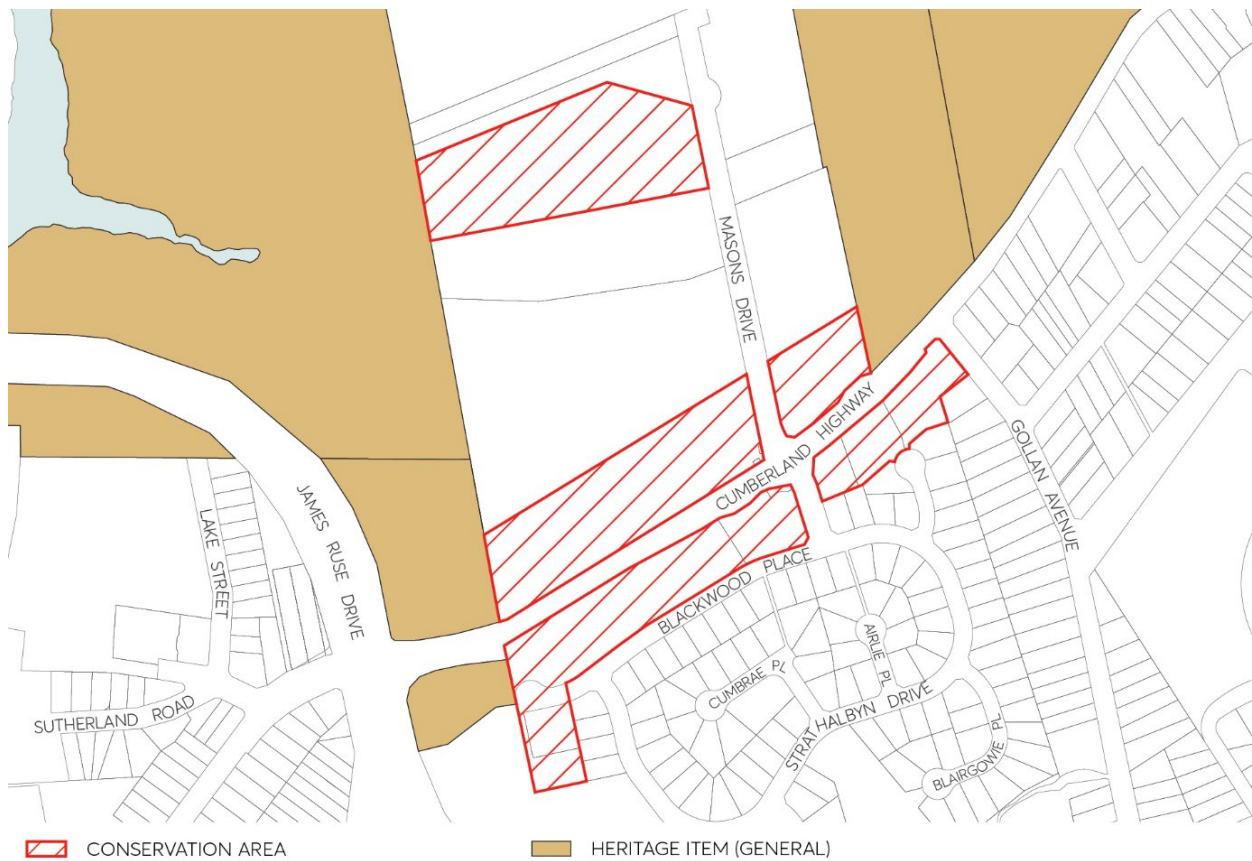 MASONS DRIVE
CUMBERLAND HIGHWAY
GOLLAN AVENUE
JAMES RUSE DRIVE
LAKE STREET
BLACKWOOD PLACE
AIRLIE PL
CUMBRAE PL
STRATHALBYN DRIVE
SUTHERLAND ROAD
BLAIRGOWIE PL
CONSERVATION AREA
HERITAGE ITEM (GENERAL)